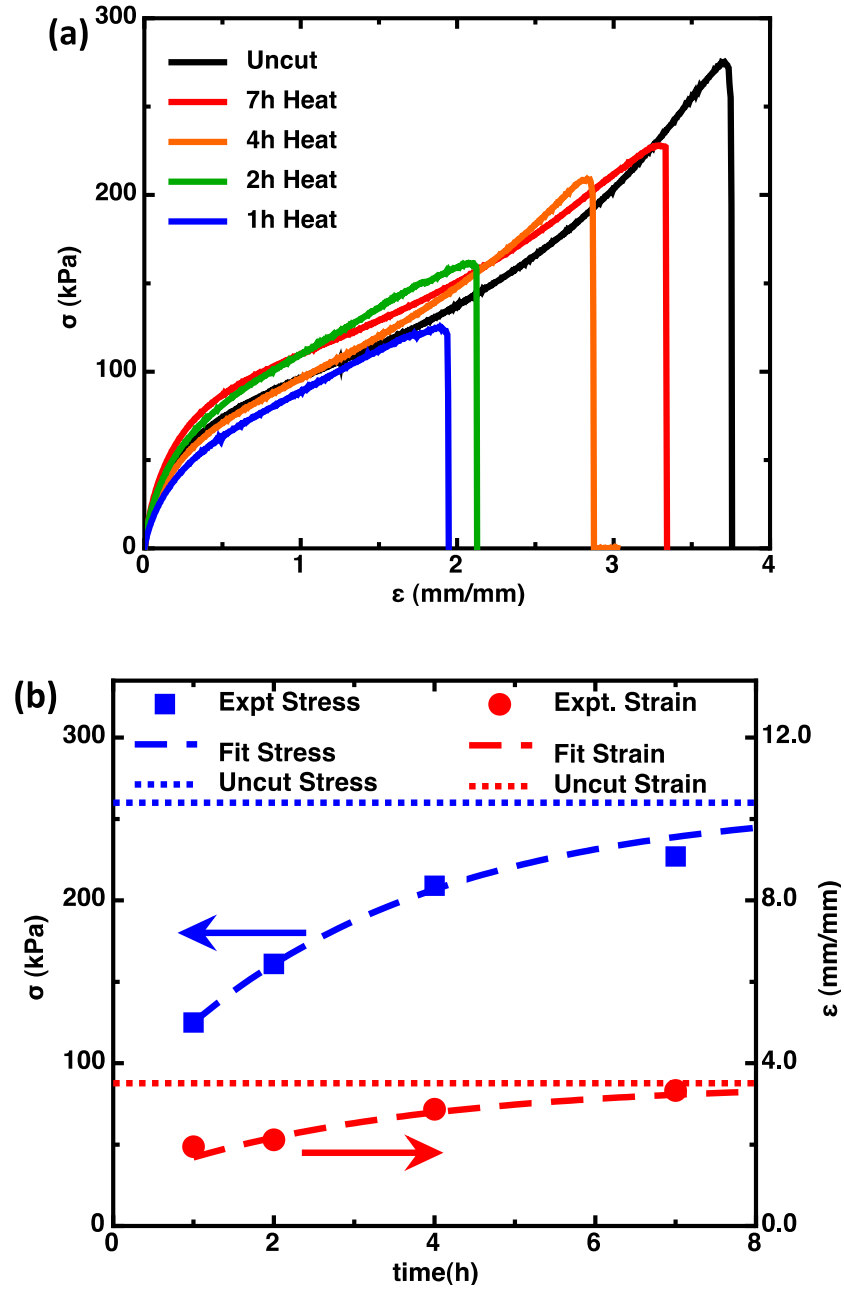 (a)
300
200
100
0
σ (kPa)
Uncut
7h Heat
4h Heat
2h Heat
1h Heat
0 1 2 3 4
ε (mm/mm)
(b)
Expt Stress
Fit Stress
Uncut Stress
Expt. Strain
Fit Strain
Uncut Strain
300
200
100
0
σ (kPa)
12.0
8.0
4.0
0.0
ε (mm/mm)
0 2 4 6 8
time(h)